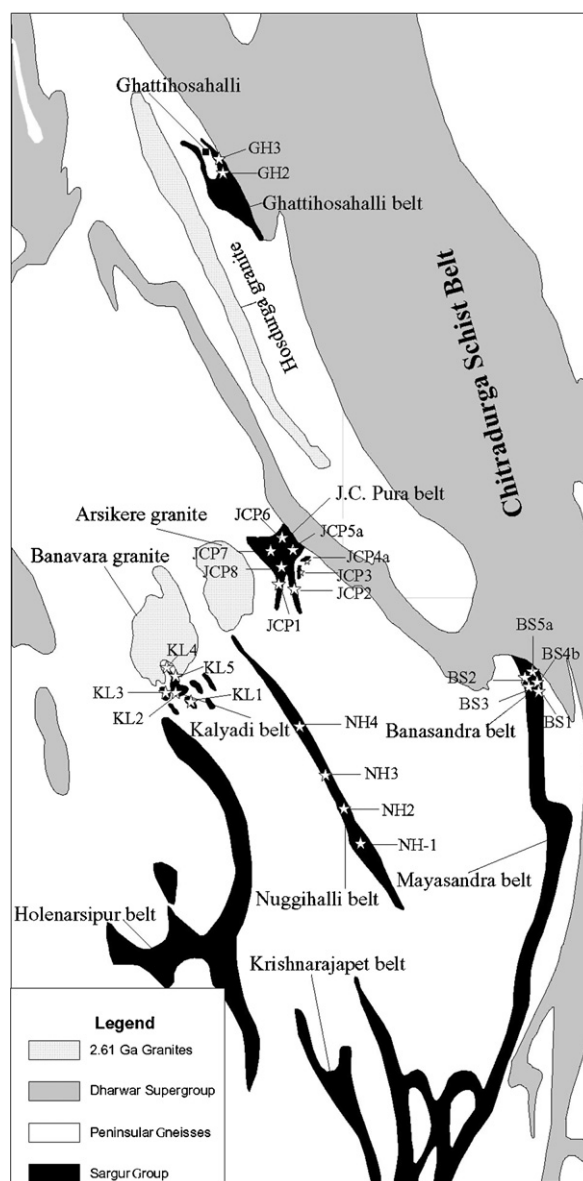 Ghattihosahalli
GH3
GH2
Ghattihosahalli belt
Hosdurga granite
Chitradurga Schist Belt
J.C. Pura belt
JCP6
Arsikere granite
JCP5a
JCP7
JCP4a
Banavara granite
JCP8
JCP3
JCP2
JCP1
KL4
KL5
BS5a
BS4b
BS2
KL3
KL1
BS3
BS1
KL2
Kalyadi belt
NH4
Banasandra belt
NH3
NH2
NH-1
Mayasandra belt
Nuggihalli belt
Holenarsipur belt
Krishnarajapet belt
Legend
2.61 Ga Granites
Dharwar Supergroup
Peninsular Gneisses
Sargur Group